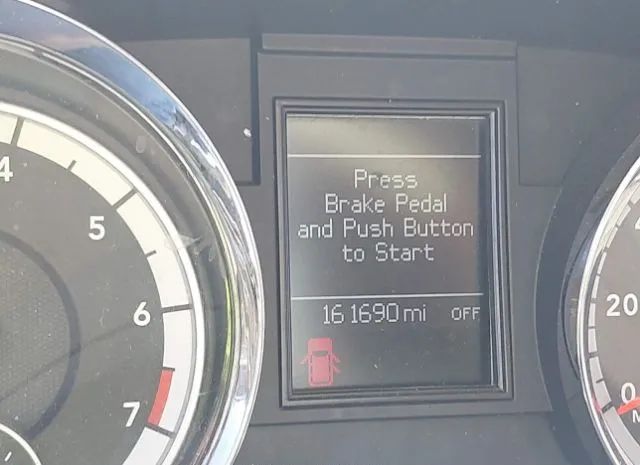 Press
Brake Pedal
and Push Button
to Start
161690 mi OFF
4
5
6
7
20
0